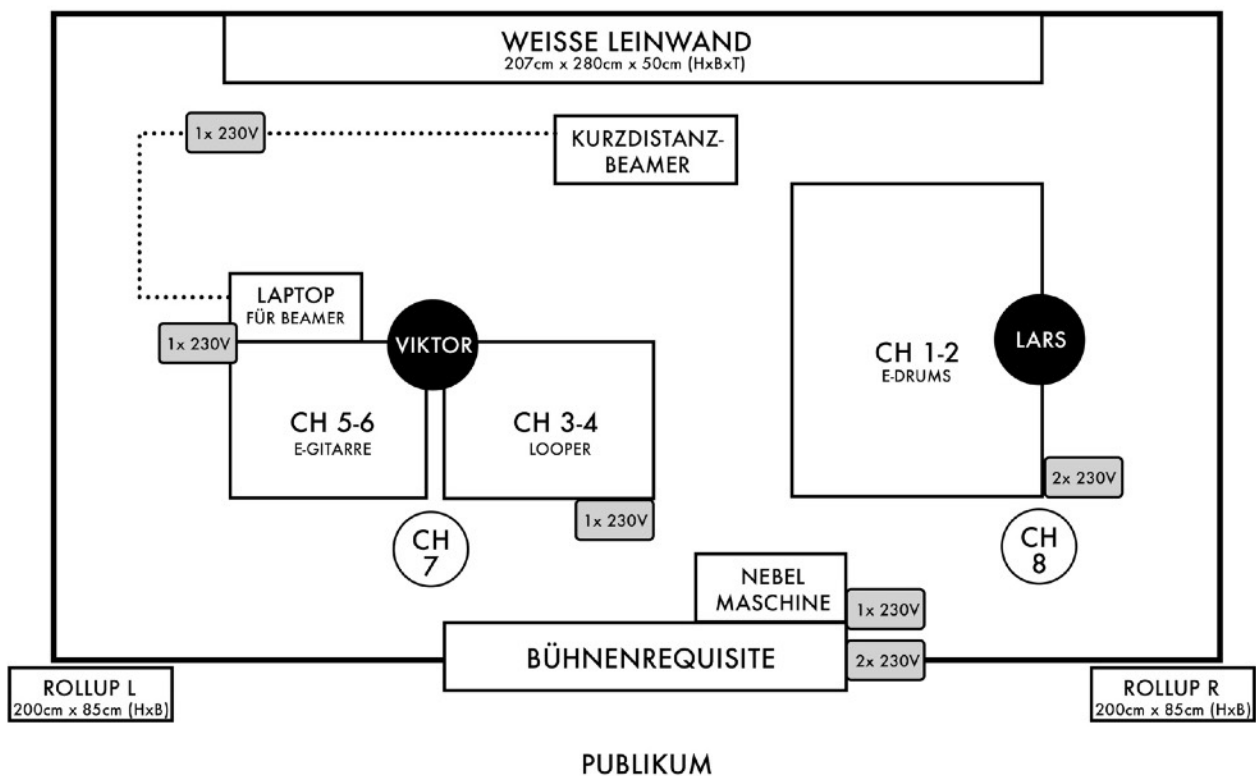 WEISSE LEINWAND
207cm x 280cm x 50cm (HxBxT)
1x 230V
KURZDISTANZ-
BEAMER
LAPTOP
FÜR BEAMER
1x 230V
VIKTOR
LARS
CH 5-6
E-GITARRE
CH 3-4
LOOPER
CH 1-2
E-DRUMS
2x 230V
1x 230V
CH
7
CH
8
NEBEL
MASCHINE
1x 230V
BÜHNENREQUISITE
2x 230V
ROLLUP L
200cm x 85cm (HxB)
ROLLUP R
200cm x 85cm (HxB)
PUBLIKUM